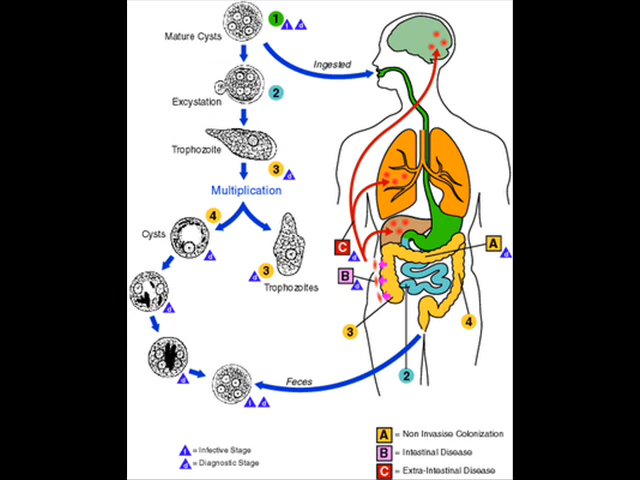 1
i d
Mature Cysts
Ingested
2
Excystation
Trophozoite
3
d
Multiplication
4
Cysts
d
d 3
Trophozoites
d
d
i d
Feces
C
d
B
d
A
d
3
4
2
i = Infective Stage
d = Diagnostic Stage
A = Non Invasise Colonization
B = Intestinal Disease
C = Extra-Intestinal Disease